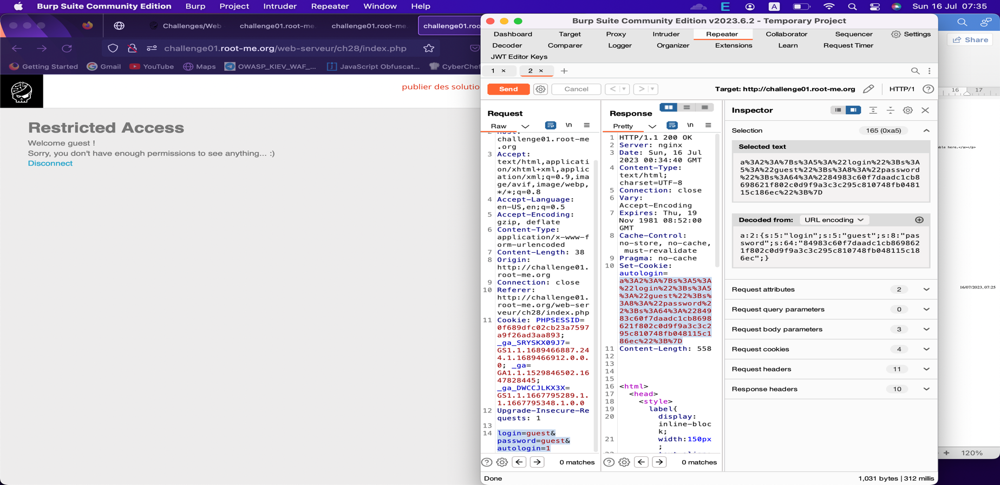 Burp Suite Community Edition Burp Project Intruder Repeater Window Help E A Sun 16 Jul 07:35
Challenges/Web challenge01.root-me. challenge01.root-me. challenge01.roo
challenge01.root-me.org/web-serveur/ch28/index.php
Getting Started Gmail YouTube Maps OWASP_KIEV_WAF_... JavaScript Obfuscat... CyberChef
publier des solutio
Restricted Access
Welcome guest !
Sorry, you don't have enough permissions to see anything... :)
Disconnect
Burp Suite Community Edition v2023.6.2 - Temporary Project
Dashboard Target Proxy Intruder Repeater Collaborator Sequencer Settings
Decoder Comparer Logger Organizer Extensions Learn Request Timer
JWT Editor Keys
1 × 2 × +
Send Cancel < > Target: http://challenge01.root-me.org HTTP/1 ?
Request
Raw \n
Host:
challenge01.root-me
.org
3 Accept:
text/html,applicati
on/xhtml+xml,applic
ation/xml;q=0.9,ima
ge/avif,image/webp,
*/*;q=0.8
4 Accept-Language:
en-US,en;q=0.5
5 Accept-Encoding:
gzip, deflate
6 Content-Type:
application/x-www-f
orm-urlencoded
7 Content-Length: 38
8 Origin:
http://challenge01.
root-me.org
9 Connection: close
10 Referer:
http://challenge01.
root-me.org/web-ser
veur/ch28/index.php
11 Cookie: PHPSESSID=
0f689dfc02cb23a7597
a9f26ad3aa893;
_ga_SRYSKX09J7=
GS1.1.1689466887.24
4.1.1689466912.0.0.
0; _ga=
GA1.1.1529846502.16
47828445;
_ga_DWCCJLKX3X=
GS1.1.1667795289.1.
1.1667795348.1.0.0
12 Upgrade-Insecure-Re
quests: 1
13
14 login=guest&
password=guest&
autologin=1
? 0 matches
Response
Pretty \n
1 HTTP/1.1 200 OK
2 Server: nginx
3 Date: Sun, 16 Jul
2023 00:34:40 GMT
4 Content-Type:
text/html;
charset=UTF-8
5 Connection: close
6 Vary:
Accept-Encoding
7 Expires: Thu, 19
Nov 1981 08:52:00
GMT
8 Cache-Control:
no-store, no-cache,
must-revalidate
9 Pragma: no-cache
10 Set-Cookie:
autologin=
a%3A2%3A%7Bs%3A5%3A
%22login%22%3Bs%3A5
%3A%22guest%22%3Bs%
3A8%3A%22password%2
2%3Bs%3A64%3A%22849
83c60f7daadc1cb8698
621f802c0d9f9a3c3c2
95c810748fb048115c1
86ec%22%3B%7D
11 Content-Length: 558
12
13
14
15
16 <html>
17 <head>
18 <style>
19 label{
20 display:
inline-bloc
k;
21 width:150px
;
? 0 matches
Inspector
Selection 165 (0xa5)
Selected text
a%3A2%3A%7Bs%3A5%3A%22login%22%3Bs%3A
5%3A%22guest%22%3Bs%3A8%3A%22password
%22%3Bs%3A64%3A%2284983c60f7daadc1cb8
698621f802c0d9f9a3c3c295c810748fb0481
15c186ec%22%3B%7D
Decoded from: URL encoding
a:2:{s:5:"login";s:5:"guest";s:8:"pas
sword";s:64:"84983c60f7daadc1cb869862
1f802c0d9f9a3c3c295c810748fb048115c18
6ec";}
Request attributes 2
Request query parameters 0
Request body parameters 3
Request cookies 4
Request headers 11
Response headers 10
Done 1,031 bytes | 312 millis
Share
16 17
ble here.</a></p>
16/07/2023, 07:25
+ 120%